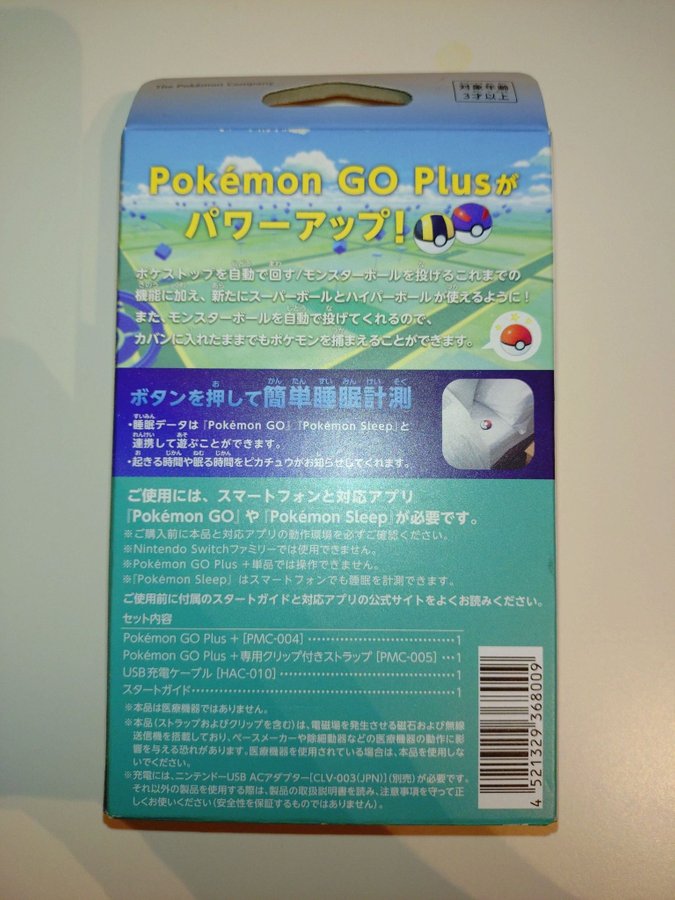 The Pokémon Company
対象年齢
3才以上
Pokémon GO Plusが
パワーアップ!
ポケストップを自動で回す/モンスターボールを投げるこれまでの
機能に加え、新たにスーパーボールとハイパーボールが使えるように!
また、モンスターボールを自動で投げてくれるので、
カバンに入れたままでもポケモンを捕まえることができます。
ボタンを押して簡単睡眠計測
・睡眠データは『Pokémon GO』『Pokémon Sleep』と
連携して遊ぶことができます。
・起きる時間や眠る時間をピカチュウがお知らせしてくれます。
ご使用には、スマートフォンと対応アプリ
『Pokémon GO』や『Pokémon Sleep』が必要です。
※ご購入前に本品と対応アプリの動作環境を必ずご確認ください。
※Nintendo Switchファミリーでは使用できません。
※Pokémon GO Plus +単品では操作できません。
※『Pokémon Sleep』はスマートフォンでも睡眠を計測できます。
ご使用前に付属のスタートガイドと対応アプリの公式サイトをよくお読みください。
セット内容
Pokémon GO Plus +[PMC-004]‥‥‥‥‥‥‥‥‥‥‥1
Pokémon GO Plus +専用クリップ付きストラップ[PMC-005]‥‥1
USB充電ケーブル[HAC-010]‥‥‥‥‥‥‥‥‥‥‥1
スタートガイド‥‥‥‥‥‥‥‥‥‥‥‥‥‥‥‥1
※本品は医療機器ではありません。
※本品(ストラップおよびクリップを含む)は、電磁場を発生させる磁石および無線
送信機を搭載しており、ペースメーカーや除細動器などの医療機器の動作に影
響を与える恐れがあります。医療機器を使用されている場合は、本品を使用しな
いでください。
※充電には、ニンテンドーUSB ACアダプター[CLV-003(JPN)](別売)が必要です。
それ以外の製品を使用する際は、製品の取扱説明書を読み、注意事項を守って正
しくお使いください(安全性を保証するものではありません)。
4 521329 368009